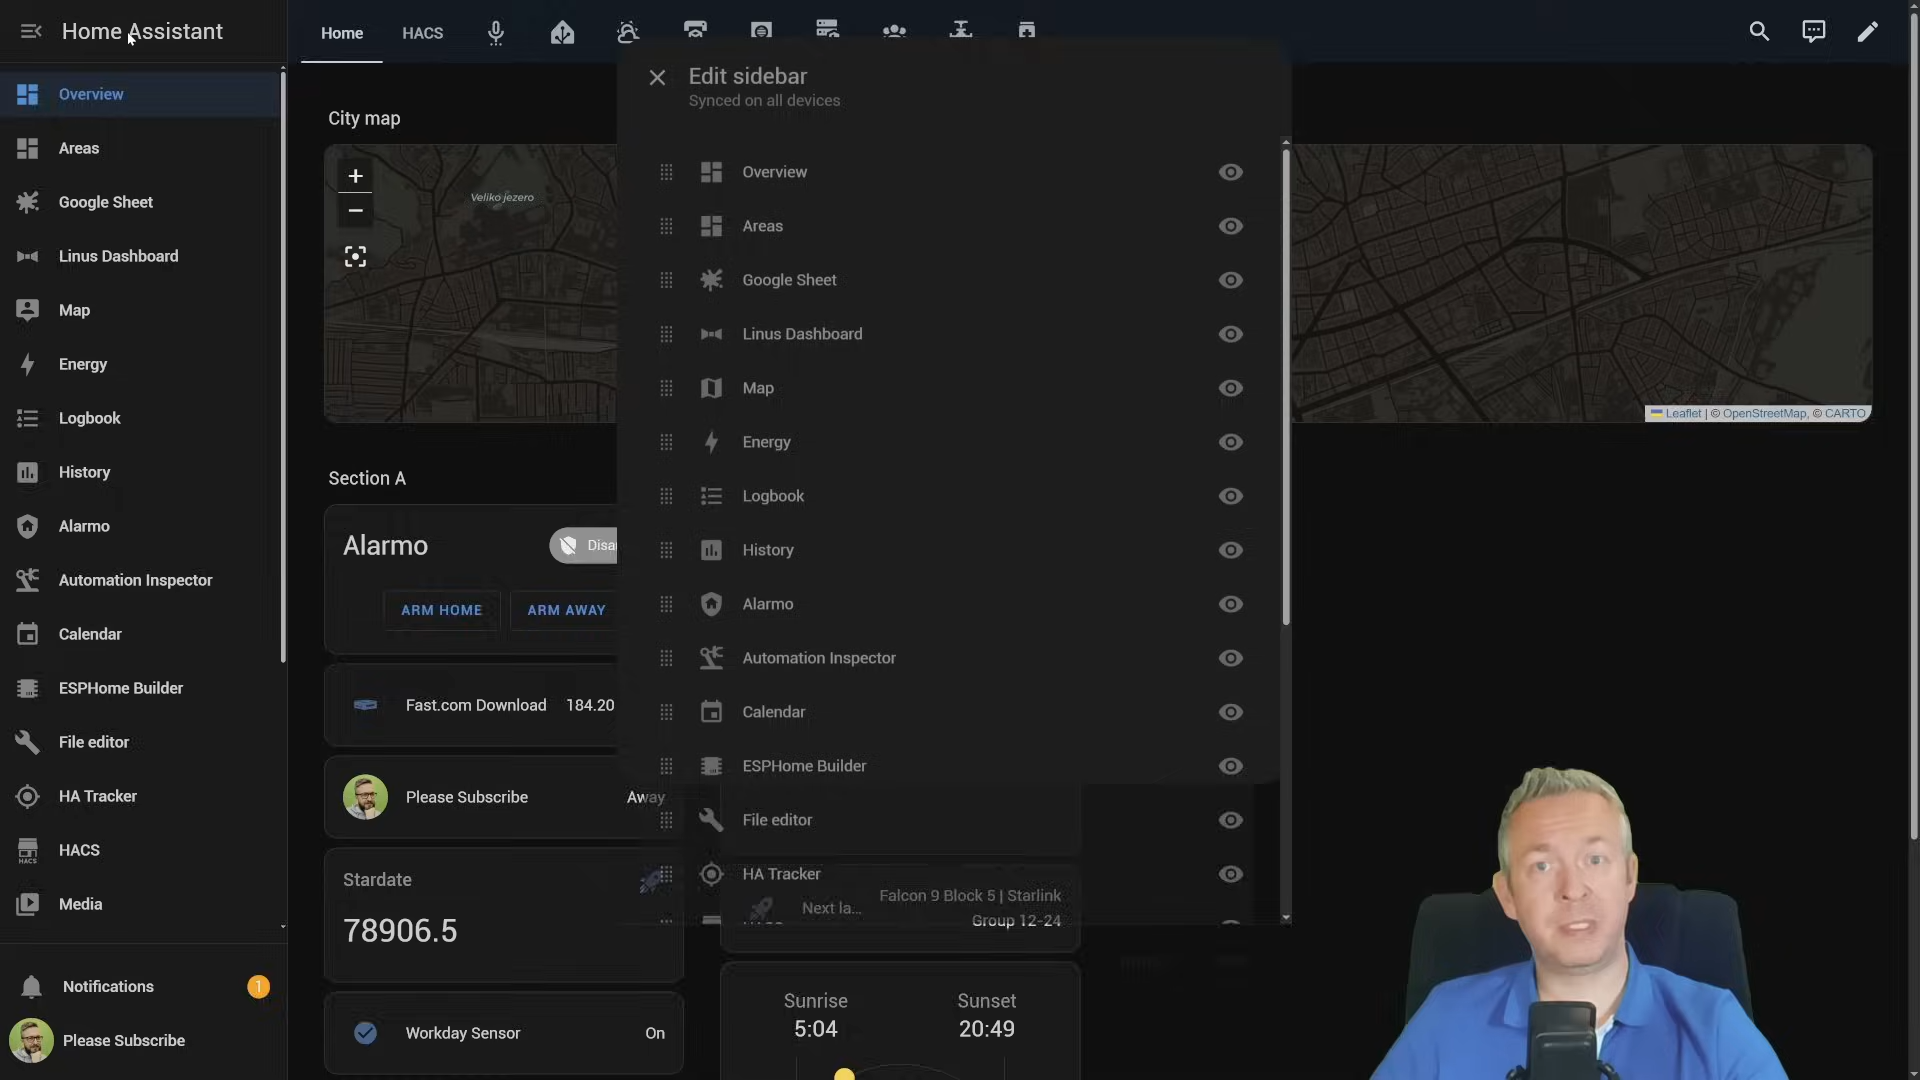 Home Assistant
Overview
Areas
Google Sheet
Linus Dashboard
Map
Energy
Logbook
History
Alarmo
Automation Inspector
Calendar
ESPHome Builder
File editor
HA Tracker
HACS
HACS
Media
Notifications
1
Please Subscribe
Home
HACS
City map
+
−
Veliko jezero
Leaflet | © OpenStreetMap, © CARTO
Section A
Alarmo
Disa
ARM HOME
ARM AWAY
Fast.com Download 184.20
Please Subscribe
Away
Stardate
78906.5
Workday Sensor
On
Edit sidebar
Synced on all devices
Overview
Areas
Google Sheet
Linus Dashboard
Map
Energy
Logbook
History
Alarmo
Automation Inspector
Calendar
ESPHome Builder
File editor
HA Tracker
Next la...
Falcon 9 Block 5 | Starlink
Group 12-24
Sunrise
5:04
Sunset
20:49